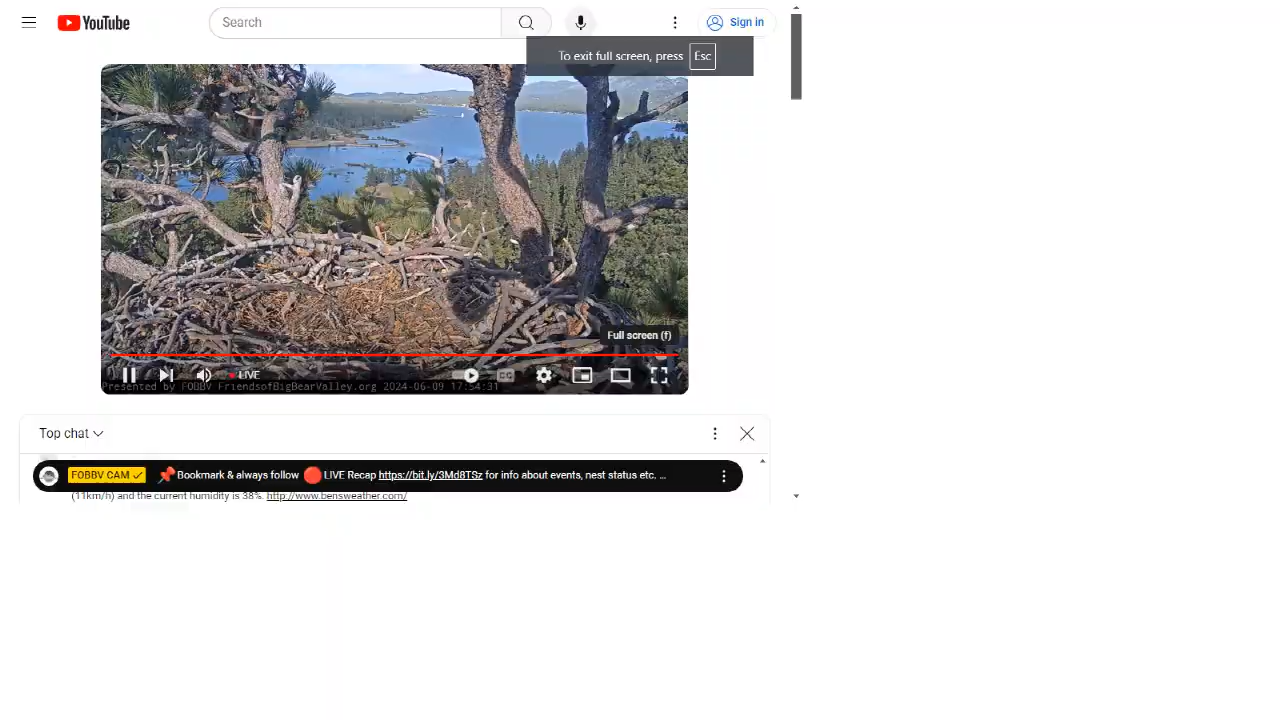 YouTube
Search
Sign in
To exit full screen, press Esc
Full screen (f)
LIVE
Presented by FOBBV FriendsofBigBearValley.org 2024-06-09 17:54:31
Top chat
FOBBV CAM Bookmark & always follow LIVE Recap https://bit.ly/3Md8TSz for info about events, nest status etc. ...
(11km/h) and the current humidity is 38%. http://www.bensweather.com/